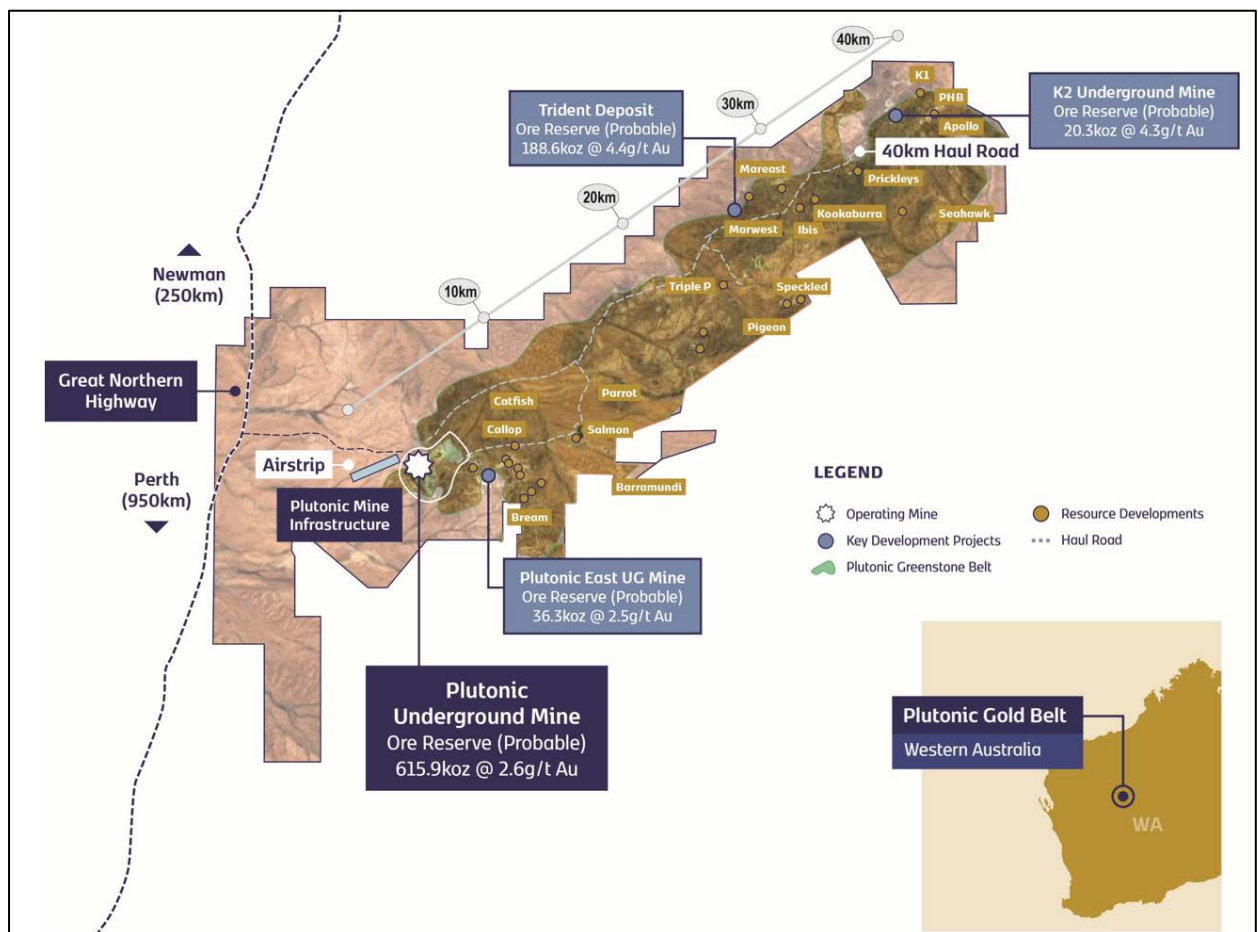 40km
K1
PHB
Apollo
K2 Underground Mine
Ore Reserve (Probable)
20.3koz @ 4.3g/t Au
Trident Deposit
Ore Reserve (Probable)
188.6koz @ 4.4g/t Au
30km
40km Haul Road
Mareast
Prickleys
20km
Kookaburra
Seahawk
Marwest
Ibis
Newman
(250km)
10km
Triple P
Speckled
Pigeon
Great Northern
Highway
Catfish
Parrot
Callop
Salmon
Airstrip
Perth
(950km)
Plutonic Mine
Infrastructure
Barramundi
Bream
LEGEND
Operating Mine
Key Development Projects
Plutonic Greenstone Belt
Resource Developments
Haul Road
Plutonic East UG Mine
Ore Reserve (Probable)
36.3koz @ 2.5g/t Au
Plutonic
Underground Mine
Ore Reserve (Probable)
615.9koz @ 2.6g/t Au
Plutonic Gold Belt
Western Australia
WA